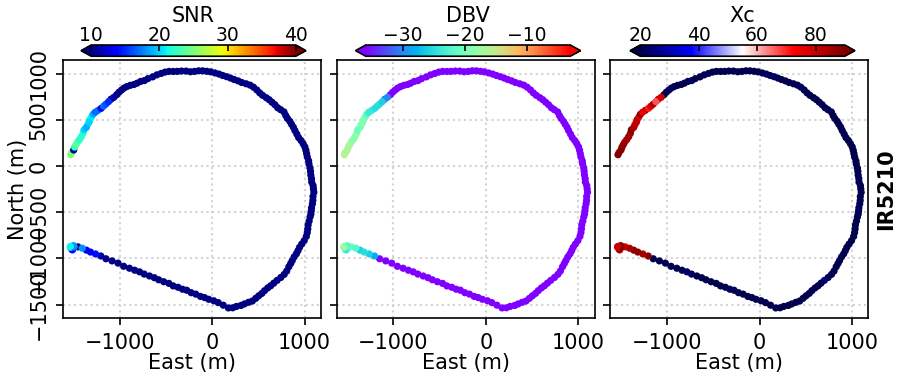 SNR DBV Xc
10 20 30 40 −30 −20 −10 20 40 60 80
1000
500
0
−500
−1000
−1500
North (m)
IR5210
−1000 0 1000 −1000 0 1000 −1000 0 1000
East (m) East (m) East (m)